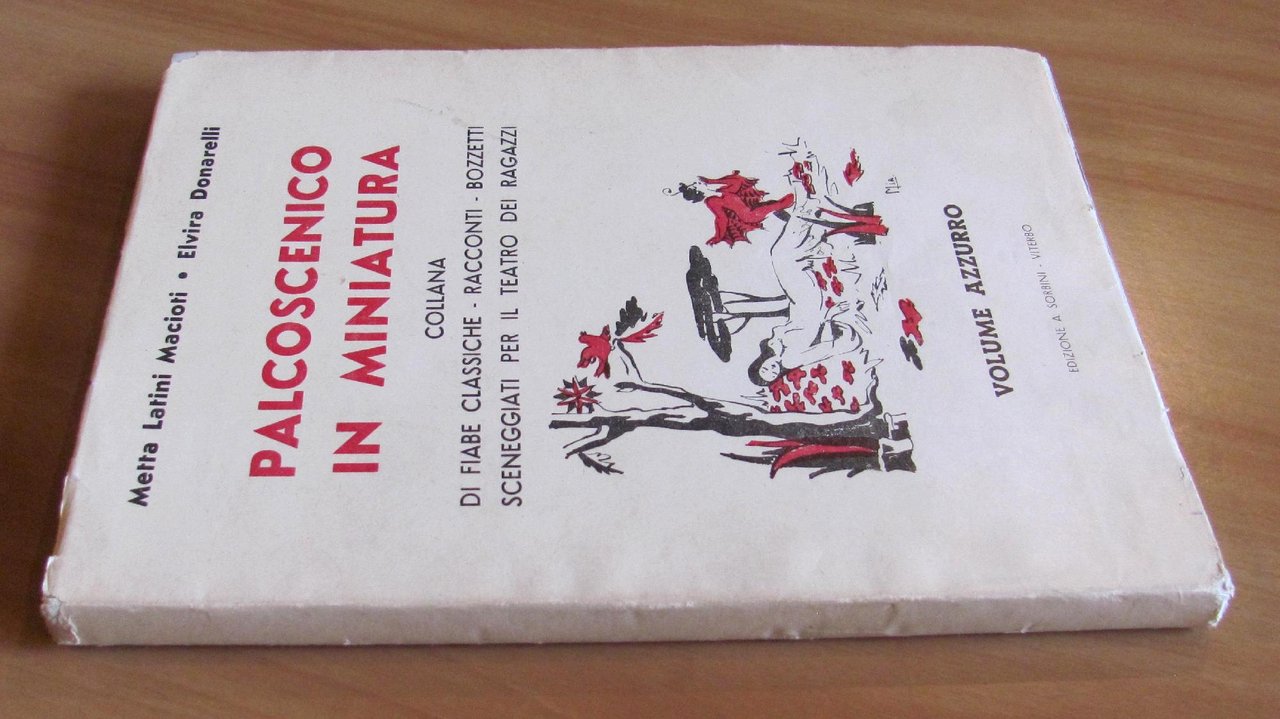 Metta Latini Macioti • Elvira Donarelli
PALCOSCENICO
IN MINIATURA
COLLANA
DI FIABE CLASSICHE - RACCONTI - BOZZETTI
SCENEGGIATI PER IL TEATRO DEI RAGAZZI
VOLUME AZZURRO
EDIZIONE A SORBINI - VITERBO